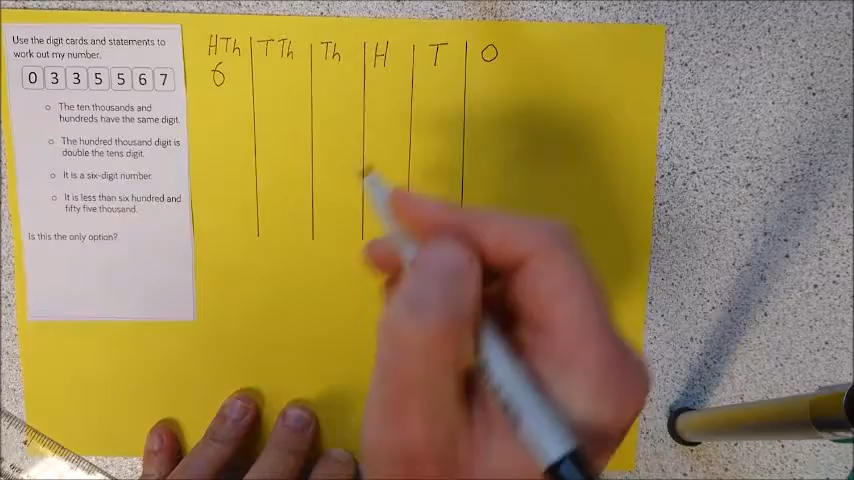 Use the digit cards and statements to
work out my number.
0 3 3 5 5 6 7
The ten thousands and
hundreds have the same digit.
The hundred thousand digit is
double the tens digit.
It is a six-digit number.
It is less than six hundred and
fifty five thousand.
Is this the only option?
HTh TTh Th H T O
6